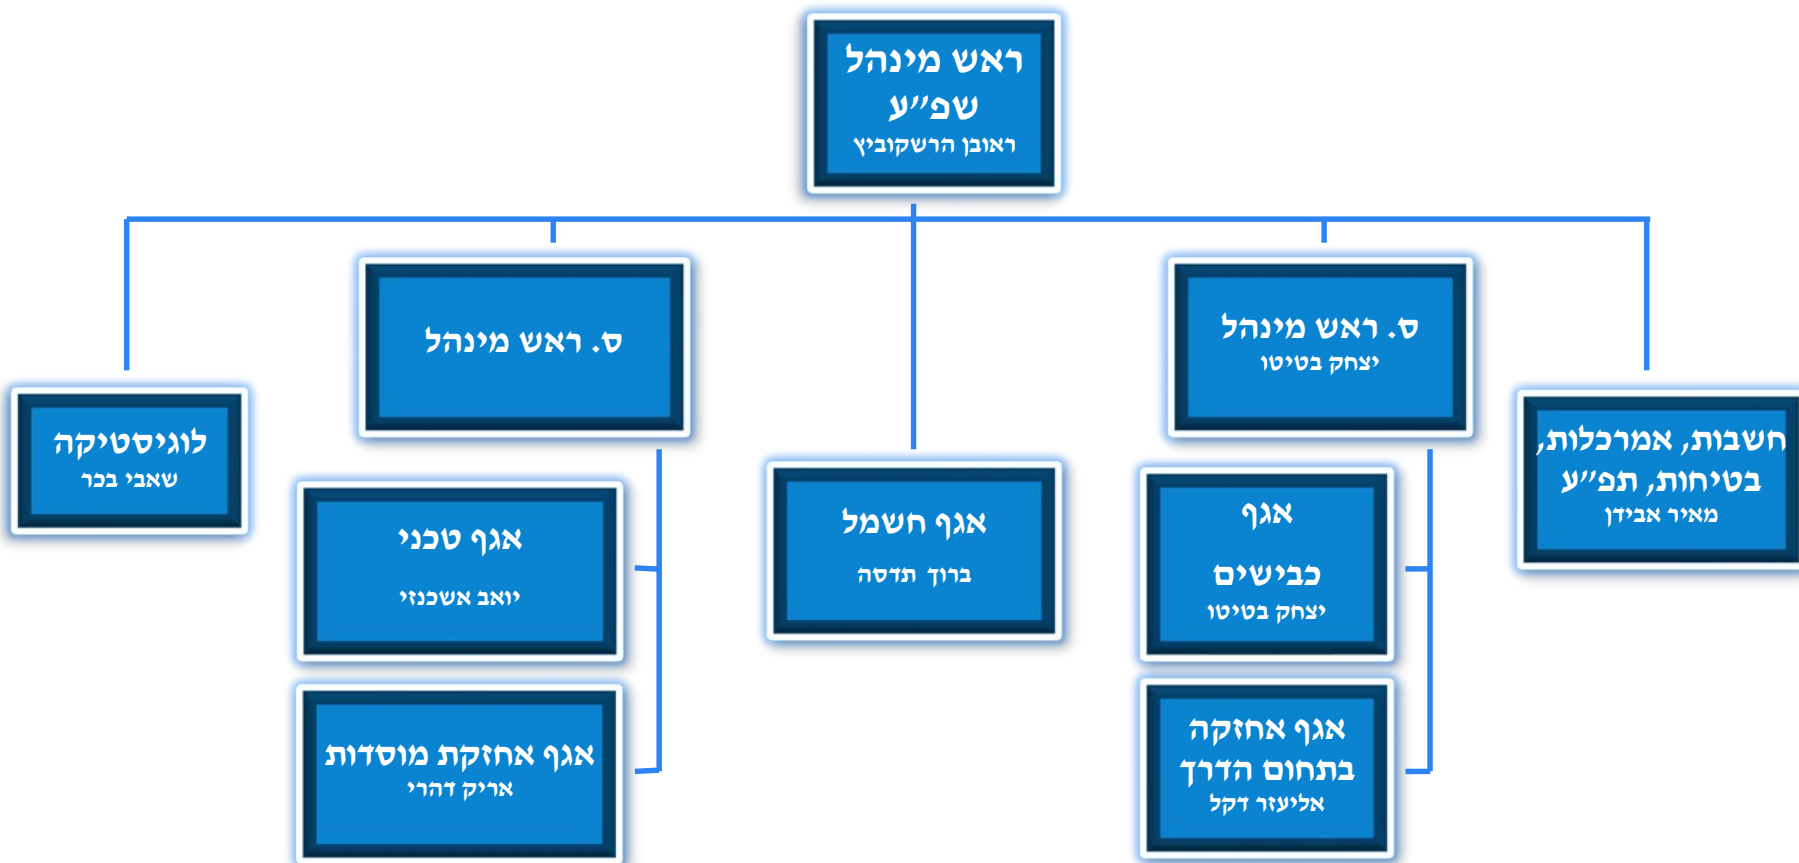 ראש מינהל
שפ״ע
ראובן הרשקוביץ
ס. ראש מינהל
יצחק בטיטו
ס. ראש מינהל
חשבות, אמרכלות,
בטיחות, תפ״ע
מאיר אבידן
לוגיסטיקה
שאבי בכר
אגף
כבישים
יצחק בטיטו
אגף חשמל
ברוך תדסה
אגף טכני
יואב אשכנזי
אגף אחזקה
בתחום הדרך
אליעזר דקל
אגף אחזקת מוסדות
אריק דהרי